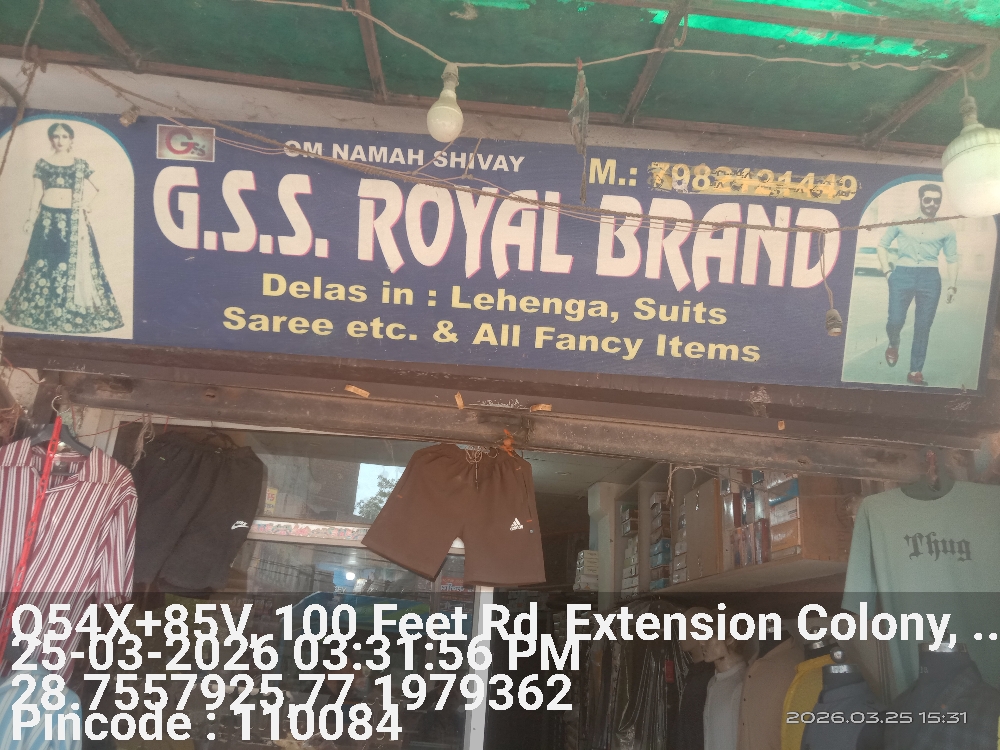 Gs
OM NAMAH SHIVAY
M.:
G.S.S. ROYAL BRAND
Delas in : Lehenga, Suits
Saree etc. & All Fancy Items
Thug
Q54X+85V, 100 Feet Rd, Extension Colony, ..
25-03-2026 03:31:56 PM
28.7557925,77.1979362
Pincode : 110084
2026.03.25 15:31